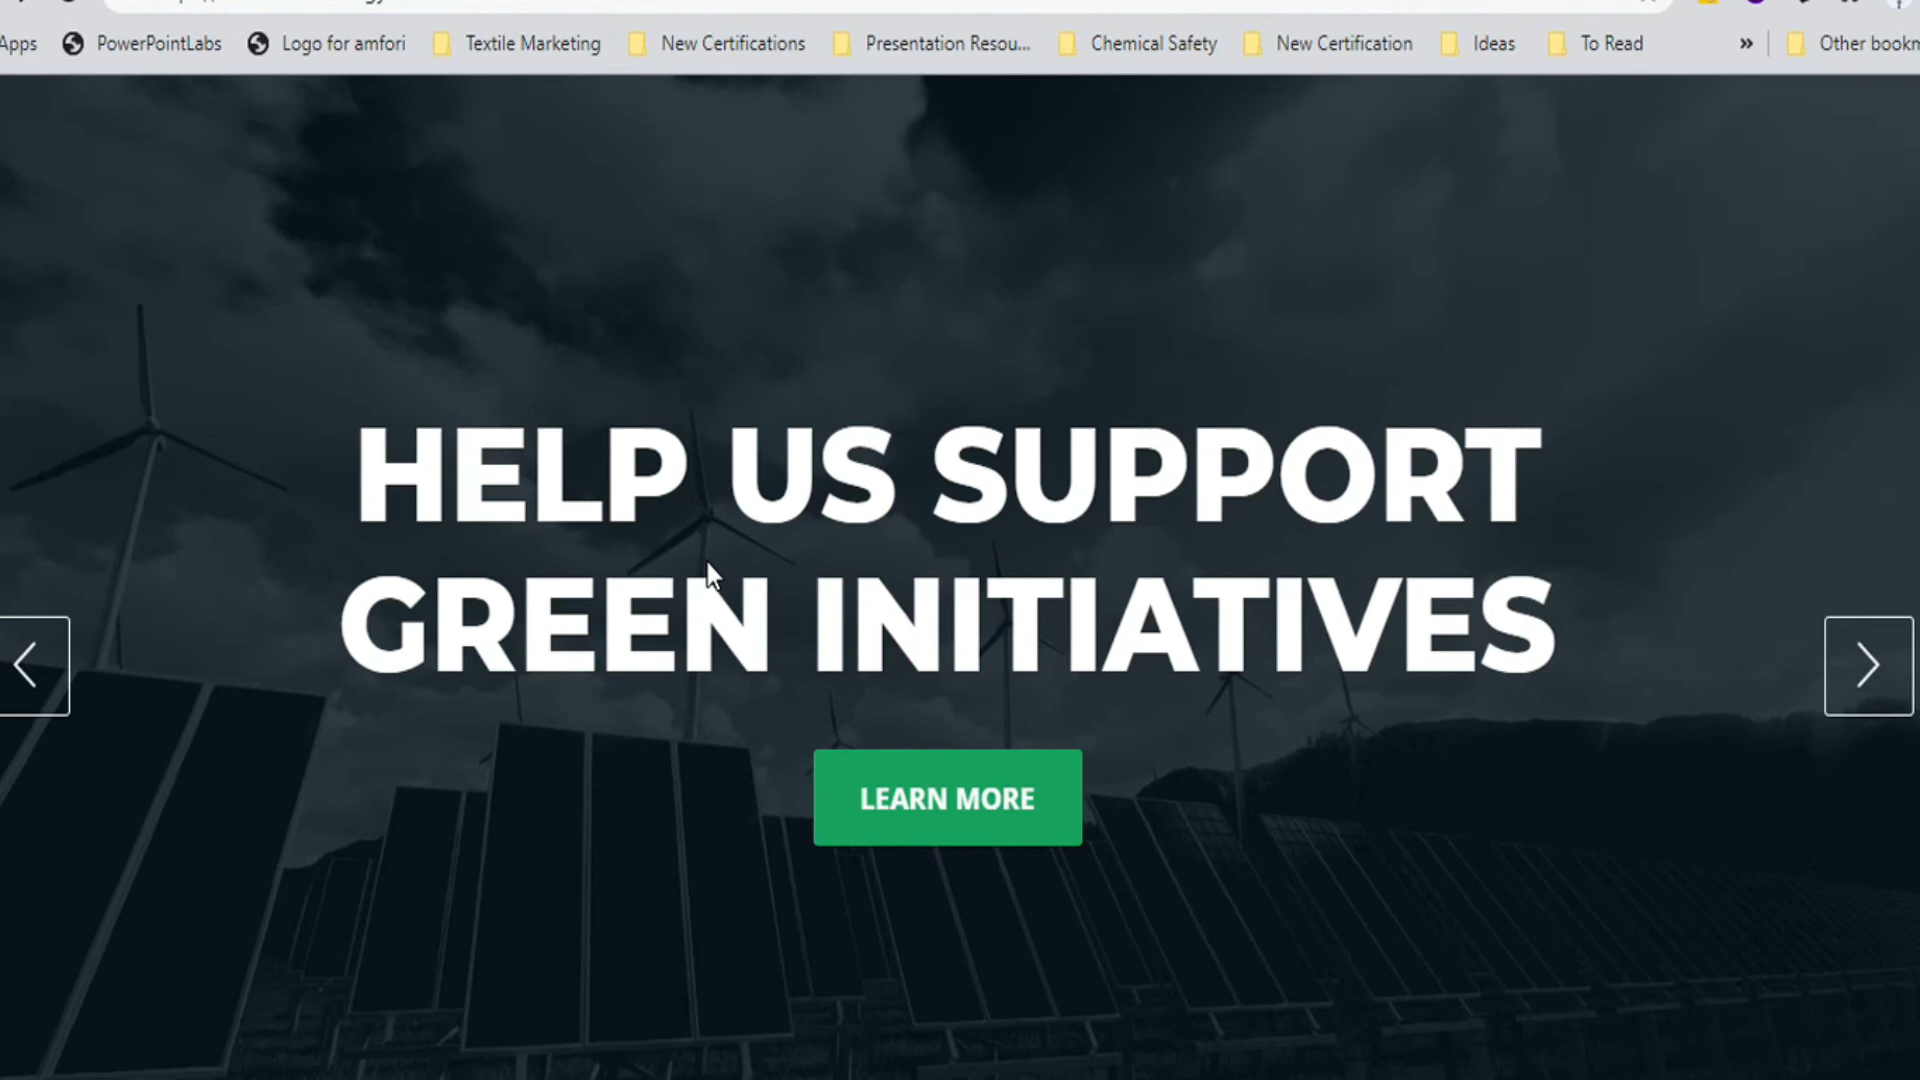 Apps PowerPointLabs Logo for amfori Textile Marketing New Certifications Presentation Resou... Chemical Safety New Certification Ideas To Read » Other bookm
HELP US SUPPORT
GREEN INITIATIVES
LEARN MORE